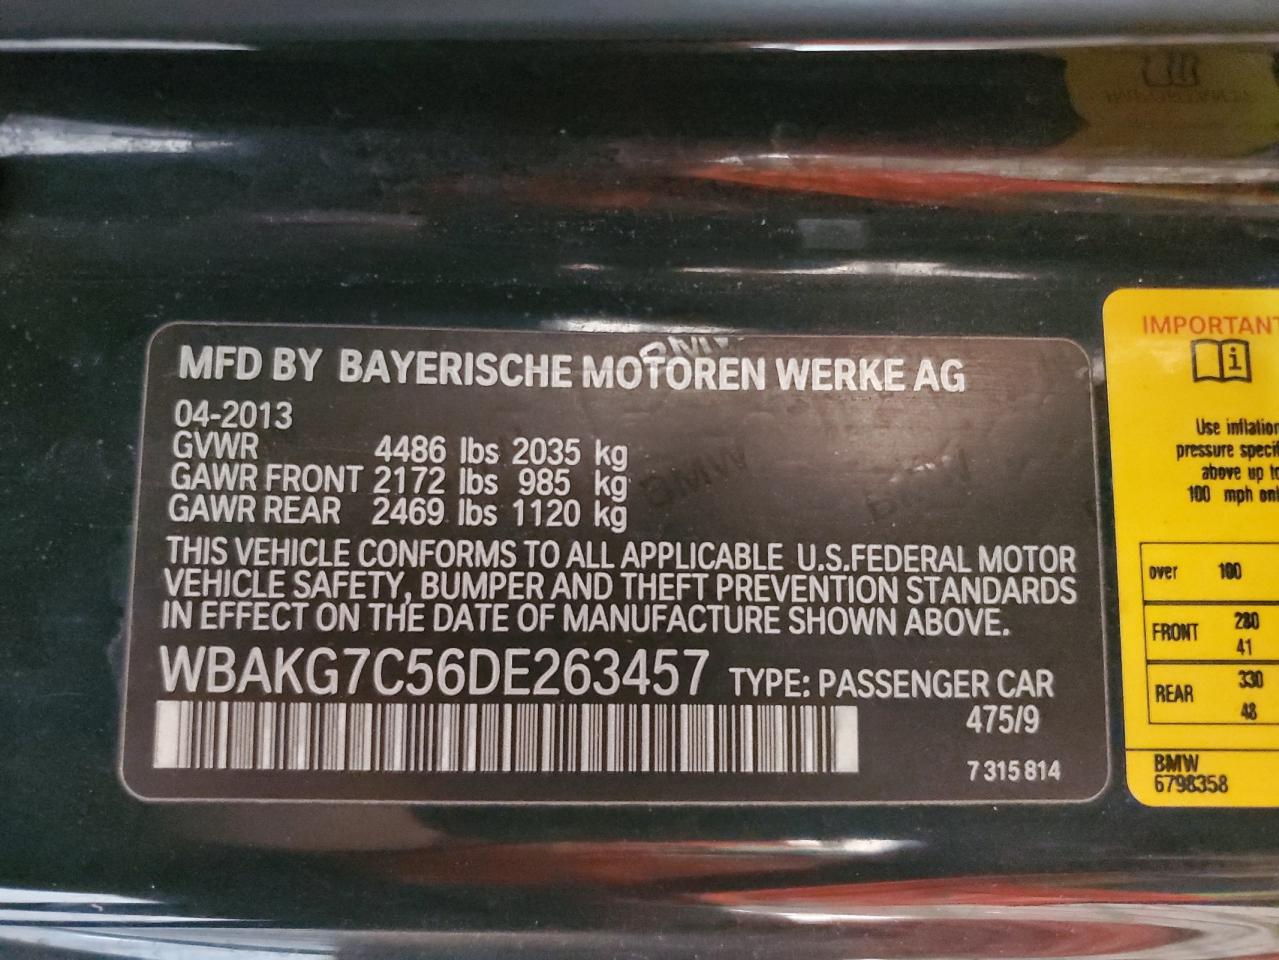 MFD BY BAYERISCHE MOTOREN WERKE AG
04-2013
GVWR 4486 lbs 2035 kg
GAWR FRONT 2172 lbs 985 kg
GAWR REAR 2469 lbs 1120 kg
THIS VEHICLE CONFORMS TO ALL APPLICABLE U.S.FEDERAL MOTOR
VEHICLE SAFETY, BUMPER AND THEFT PREVENTION STANDARDS
IN EFFECT ON THE DATE OF MANUFACTURE SHOWN ABOVE.
WBAKG7C56DE263457 TYPE: PASSENGER CAR
475/9
7 315 814
IMPORTANT
Use inflation
pressure specif
above up to
100 mph onl
over 100
FRONT 280
41
REAR 330
48
BMW
6798358